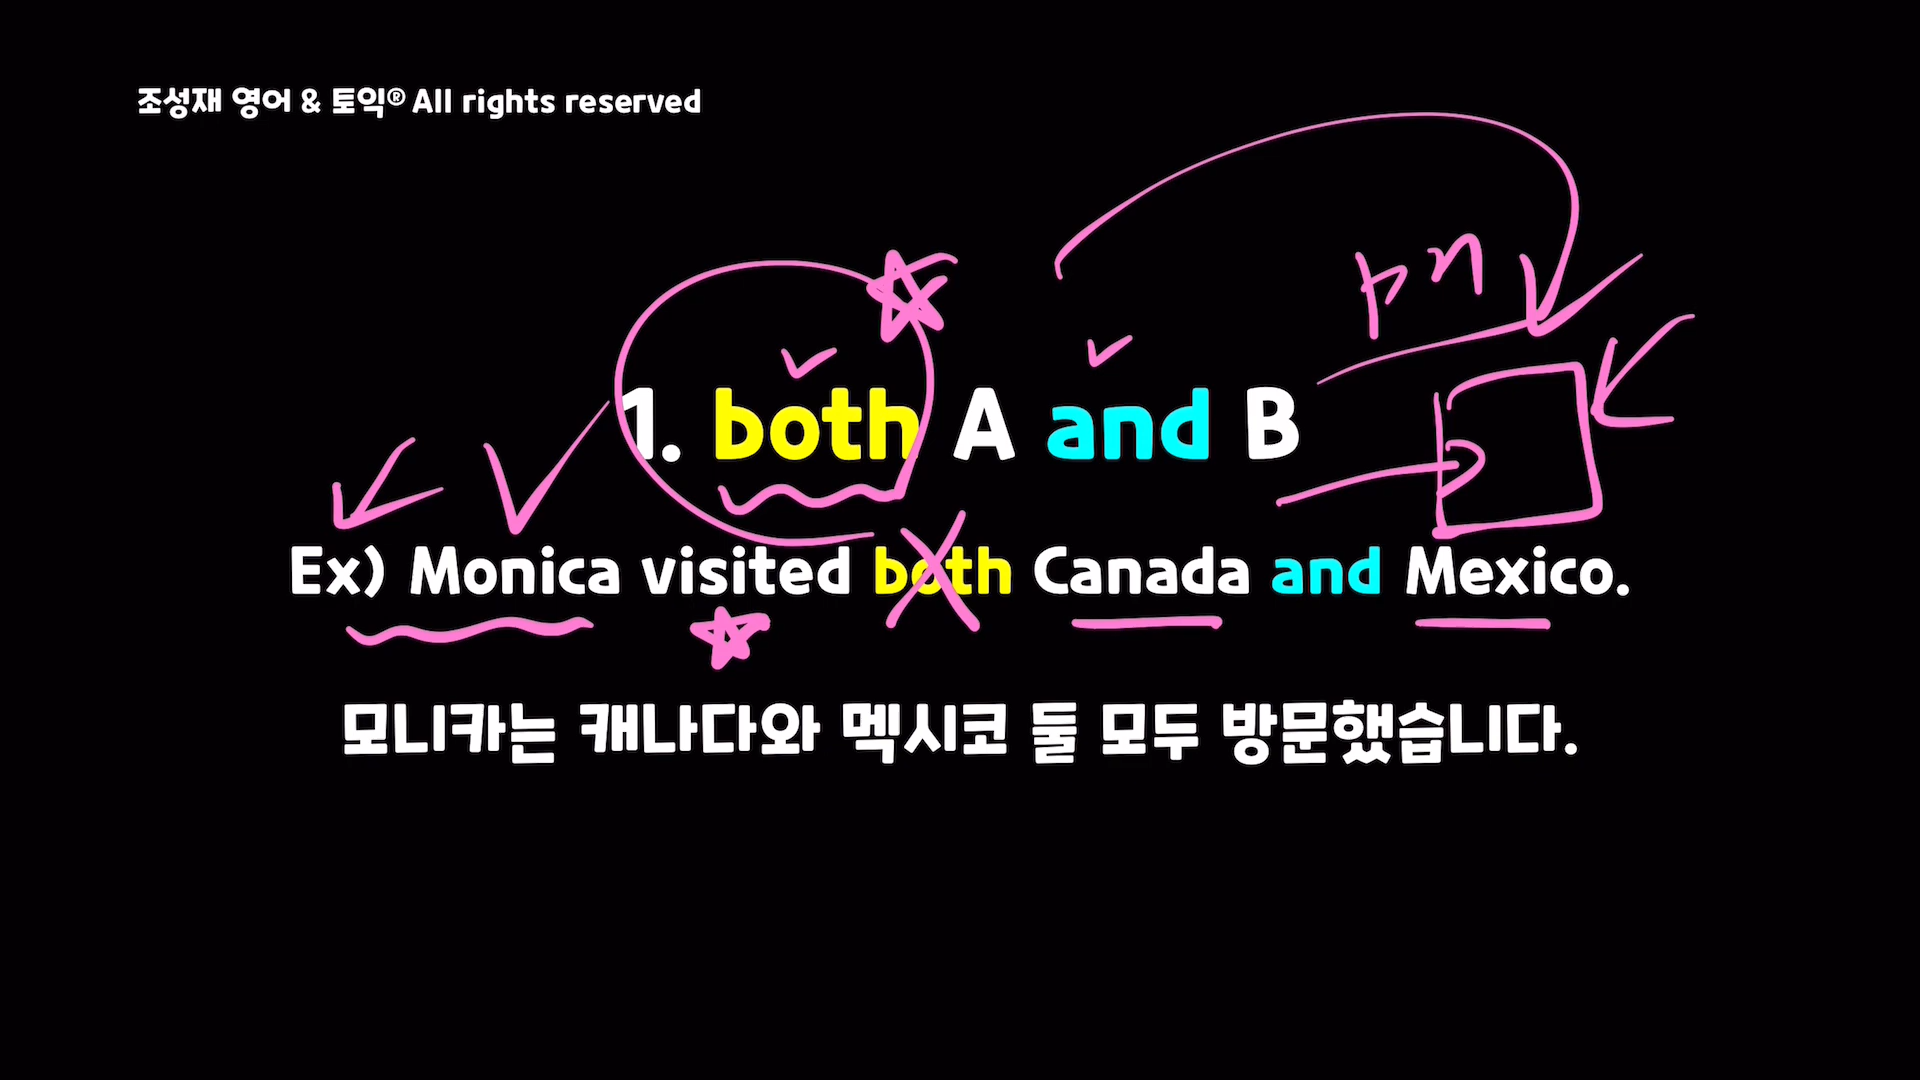 조성재 영어 & 토익® All rights reserved
pn
1. both A and B
Ex) Monica visited both Canada and Mexico.
모니카는 캐나다와 멕시코 둘 모두 방문했습니다.